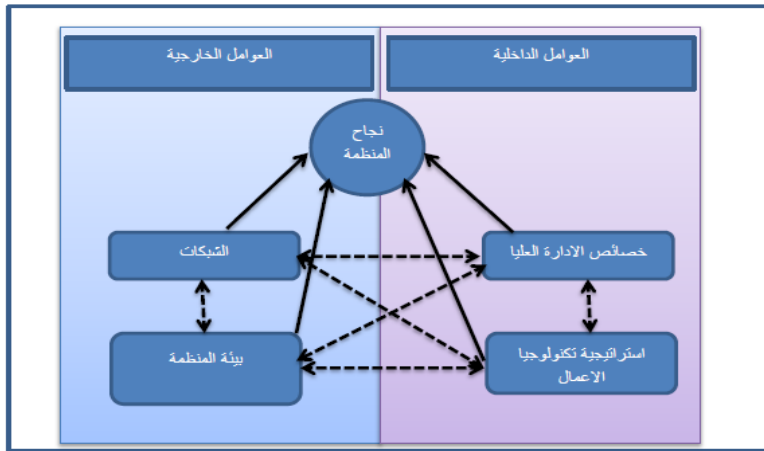 العوامل الداخلية
العوامل الخارجية
نجاح
المنظمة
خصائص الادارة العليا
الشبكات
استراتيجية تكنولوجيا
الاعمال
بيئة المنظمة